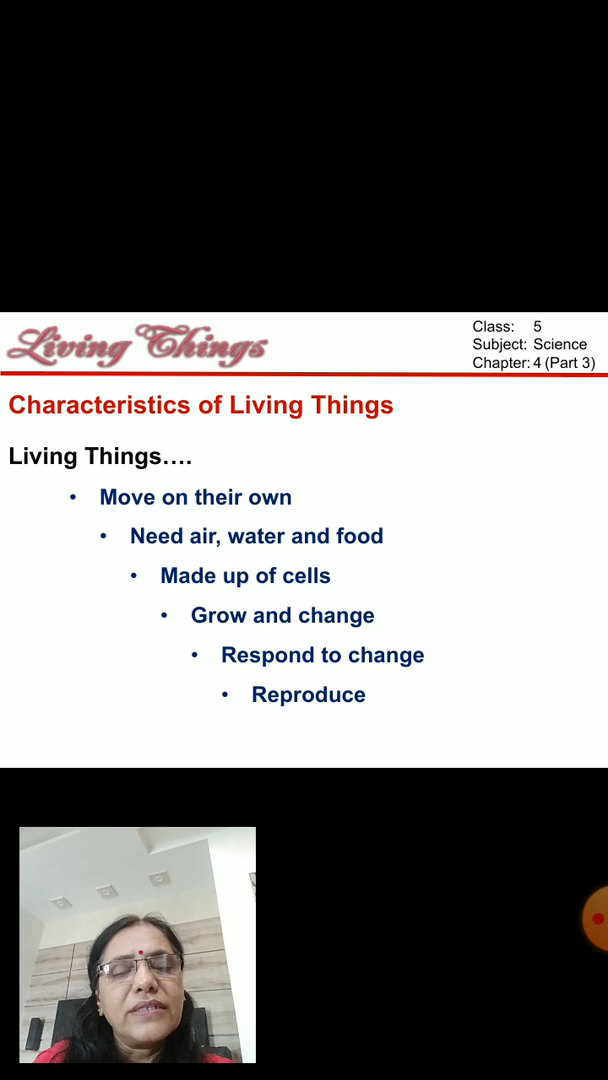 Living Things
Class: 5
Subject: Science
Chapter: 4 (Part 3)
Characteristics of Living Things
Living Things....
• Move on their own
• Need air, water and food
• Made up of cells
• Grow and change
• Respond to change
• Reproduce